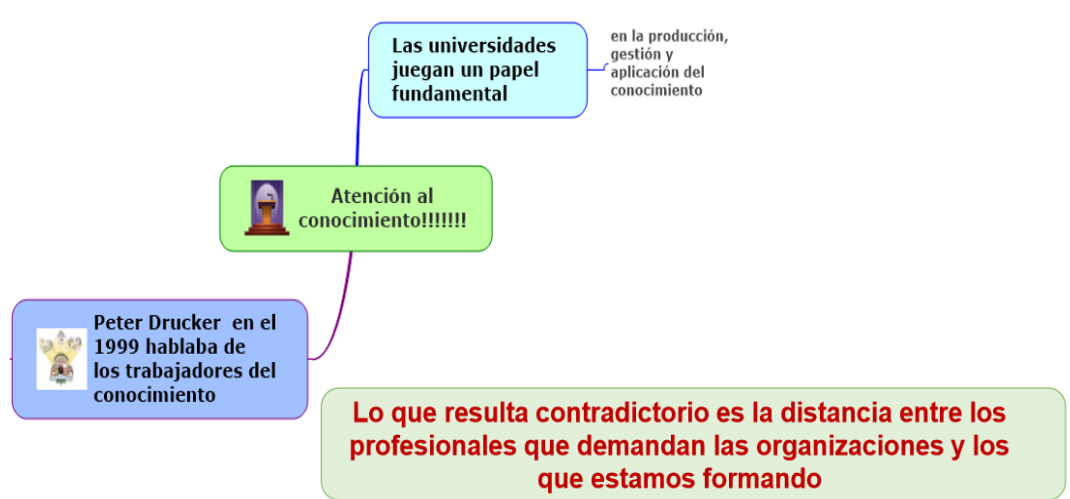 Las universidades
juegan un papel
fundamental
en la producción,
gestión y
aplicación del
conocimiento
Atención al
conocimiento!!!!!!!
Peter Drucker en el
1999 hablaba de
los trabajadores del
conocimiento
Lo que resulta contradictorio es la distancia entre los
profesionales que demandan las organizaciones y los
que estamos formando